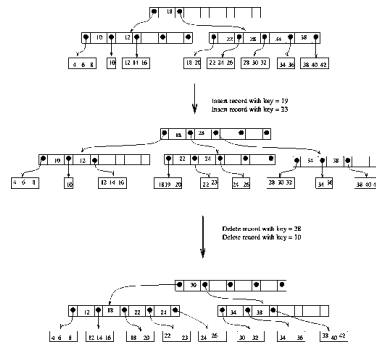 18
10 12 22 28 34 38
4 6 8 10 12 14 16 18 20 22 24 26 28 30 32 34 36 38 40 42
Insert record with key = 19
Insert record with key = 23
18 28
10 12 22 24 34 38
4 6 8 10 12 14 16 18 19 20 22 23 24 26 28 30 32 34 36 38 40 4
Delete record with key = 28
Delete record with key = 10
30
12 18 22 24 34 38
4 6 8 12 14 16 18 20 22 23 24 26 30 32 34 36 38 40 42